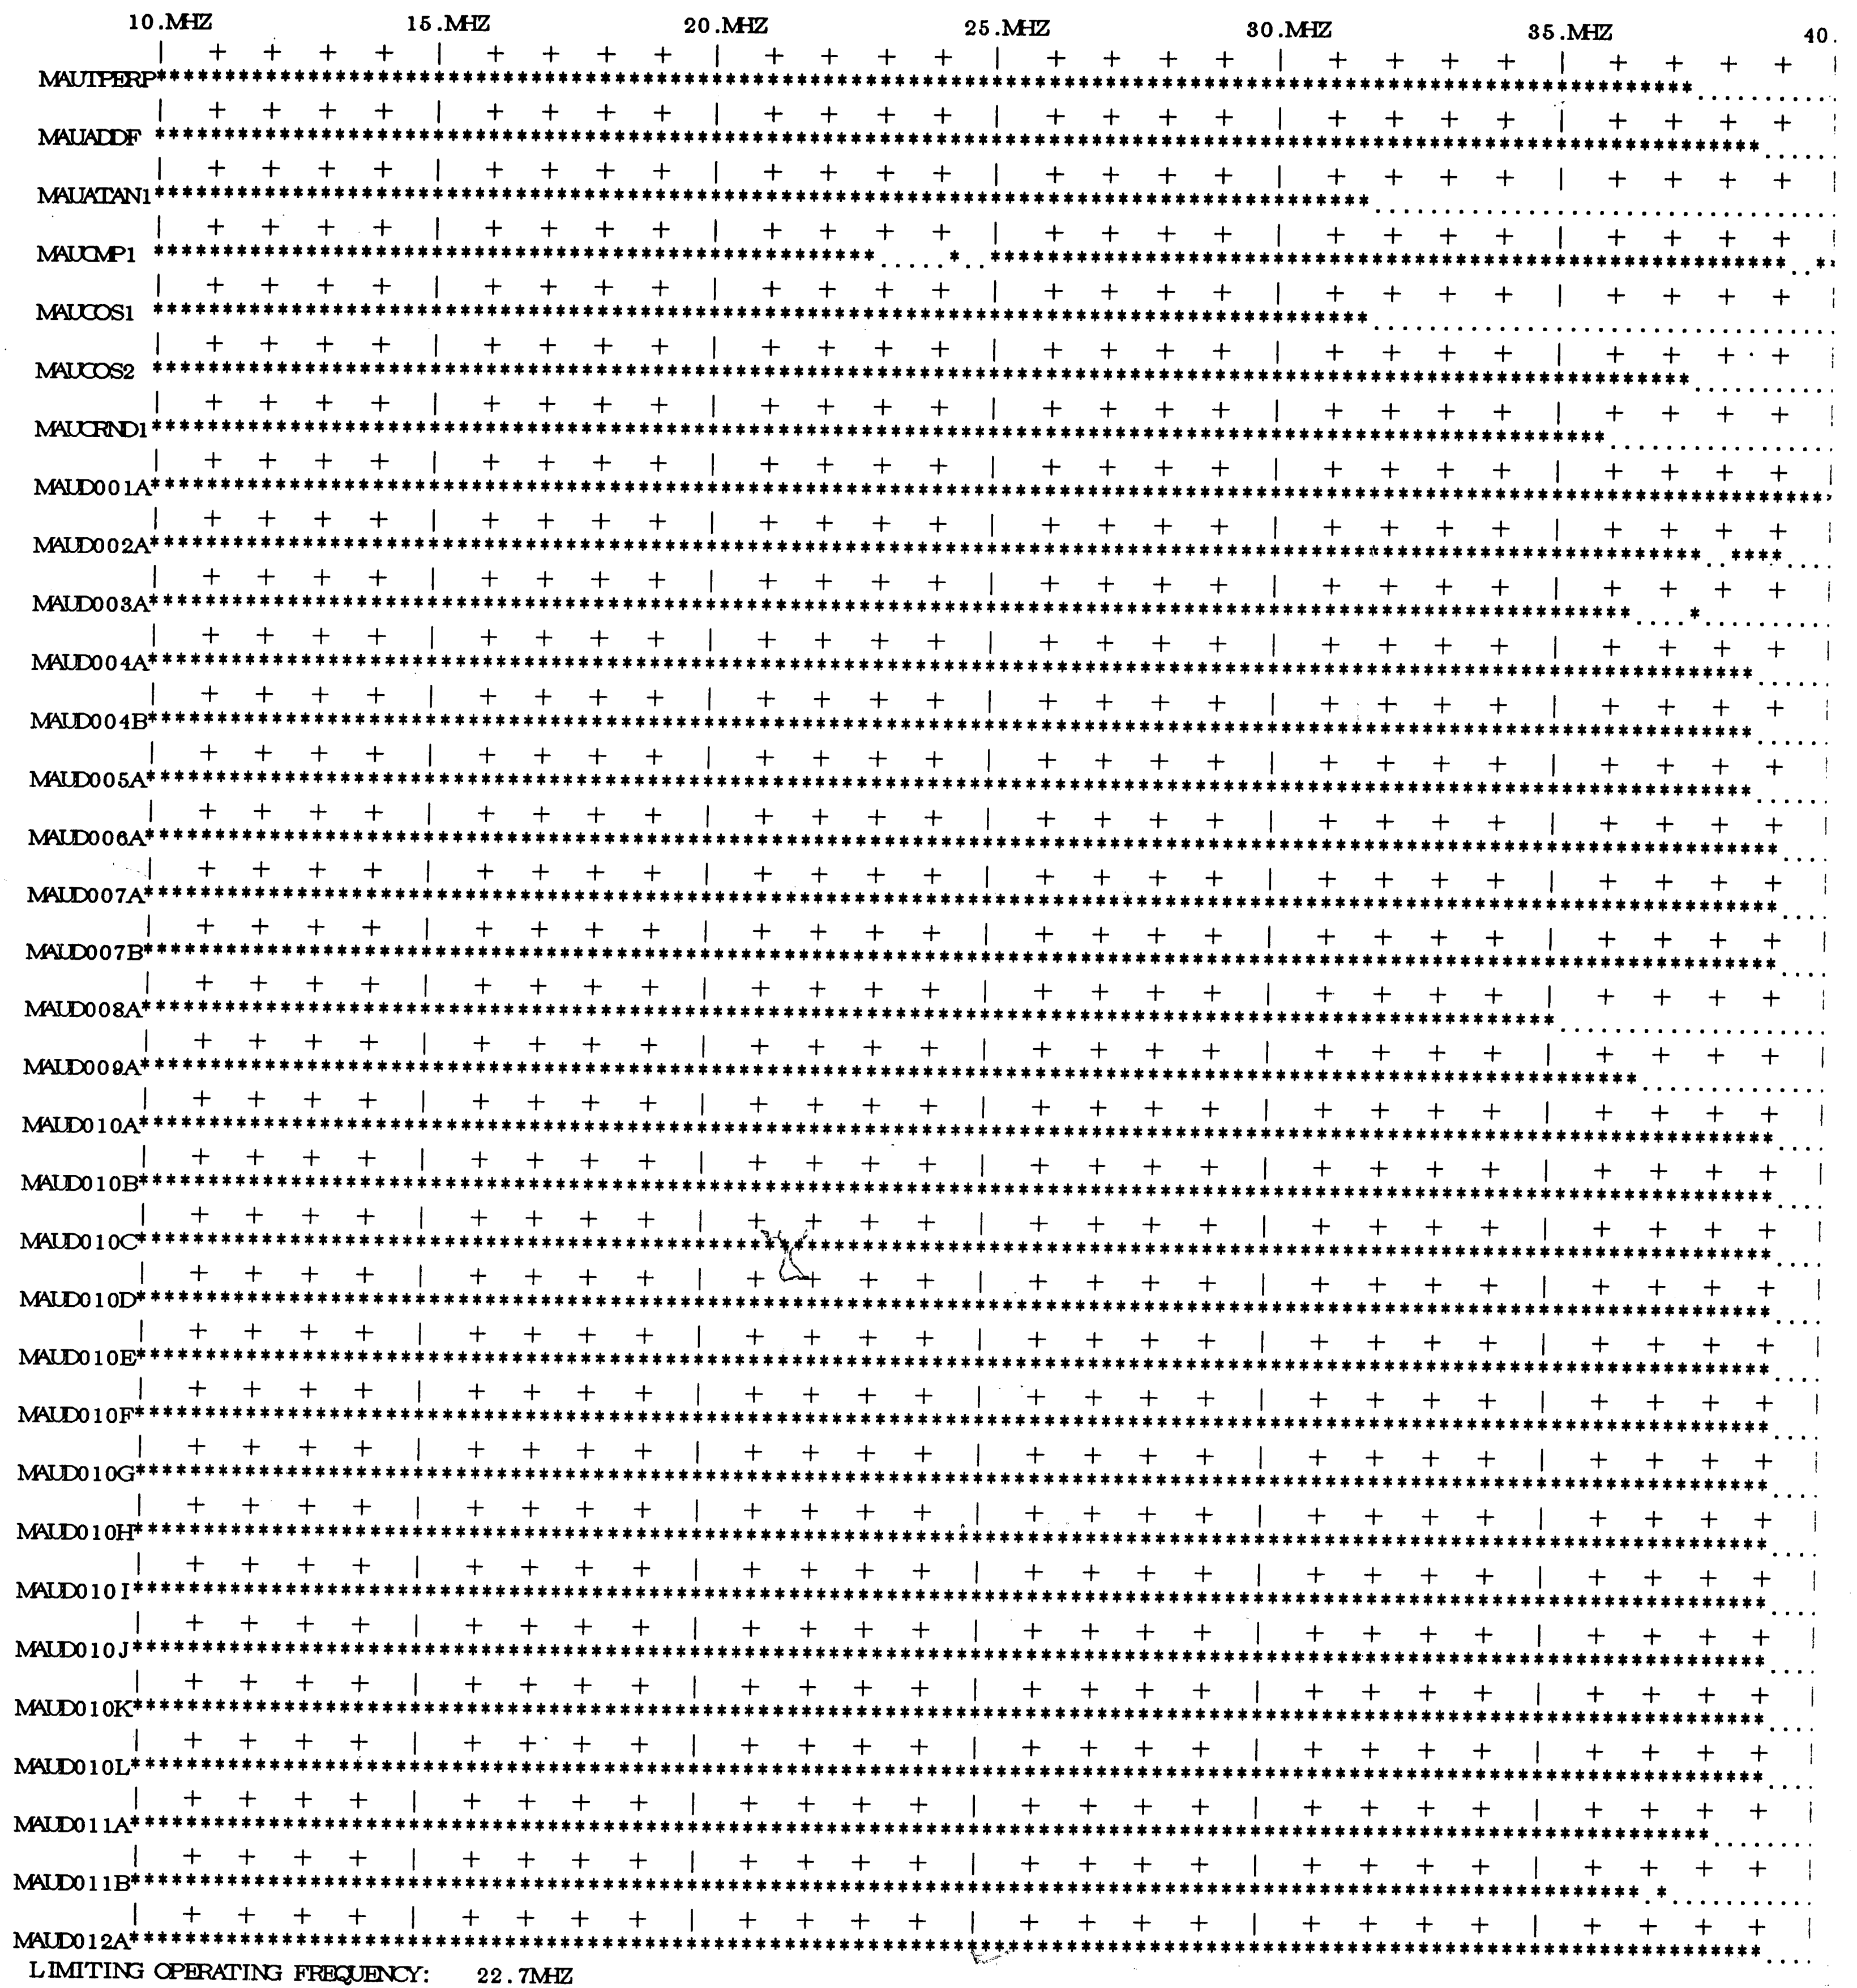 10.MHZ 15.MHZ 20.MHZ 25.MHZ 30.MHZ 35.MHZ 40.
MAUTPERP
MAUADDF
MAUATAN1
MAUCMP1
MAUCOS1
MAUCOS2
MAUCRND1
MAUD001A
MAUD002A
MAUD003A
MAUD004A
MAUD004B
MAUD005A
MAUD006A
MAUD007A
MAUD007B
MAUD008A
MAUD009A
MAUD010A
MAUD010B
MAUD010C
MAUD010D
MAUD010E
MAUD010F
MAUD010G
MAUD010H
MAUD010I
MAUD010J
MAUD010K
MAUD010L
MAUD011A
MAUD011B
MAUD012A
LIMITING OPERATING FREQUENCY: 22.7MHZ